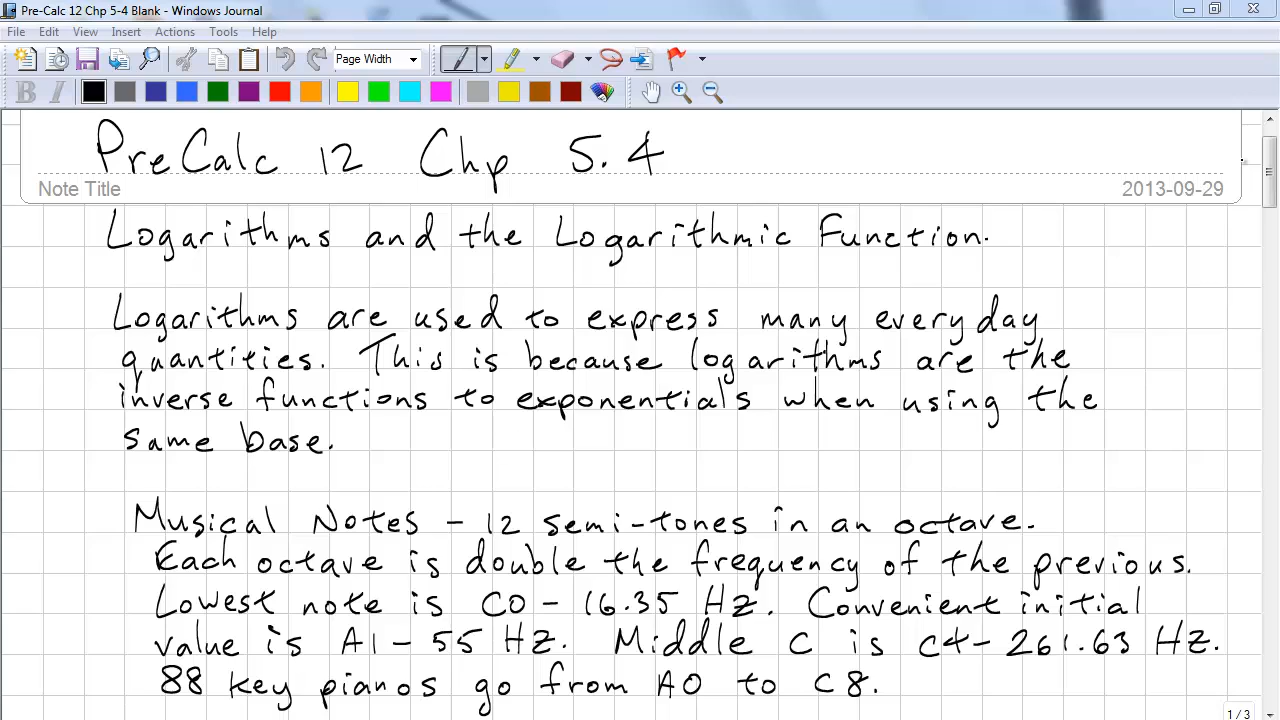 Pre-Calc 12 Chp 5-4 Blank - Windows Journal
File Edit View Insert Actions Tools Help
Page Width
B I
PreCalc 12 Chp 5.4
Note Title 2013-09-29
Logarithms and the Logarithmic Function.
Logarithms are used to express many everyday
quantities. This is because logarithms are the
inverse functions to exponentials when using the
same base.
Musical Notes - 12 semi-tones in an octave.
Each octave is double the frequency of the previous.
Lowest note is C0 - 16.35 Hz. Convenient initial
value is A1 - 55 Hz. Middle C is C4 - 261.63 Hz.
88 key pianos go from A0 to C8.
1 / 3